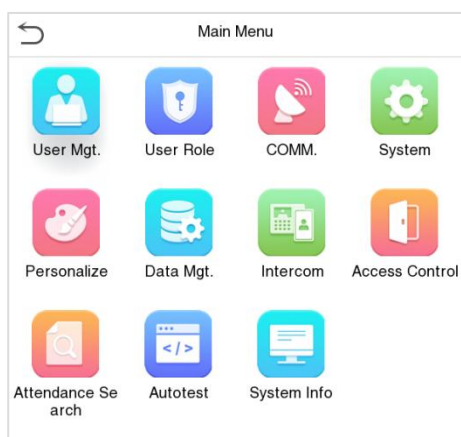 Main Menu
User Mgt.
User Role
COMM.
System
Personalize
Data Mgt.
Intercom
Access Control
Attendance Se
arch
Autotest
System Info